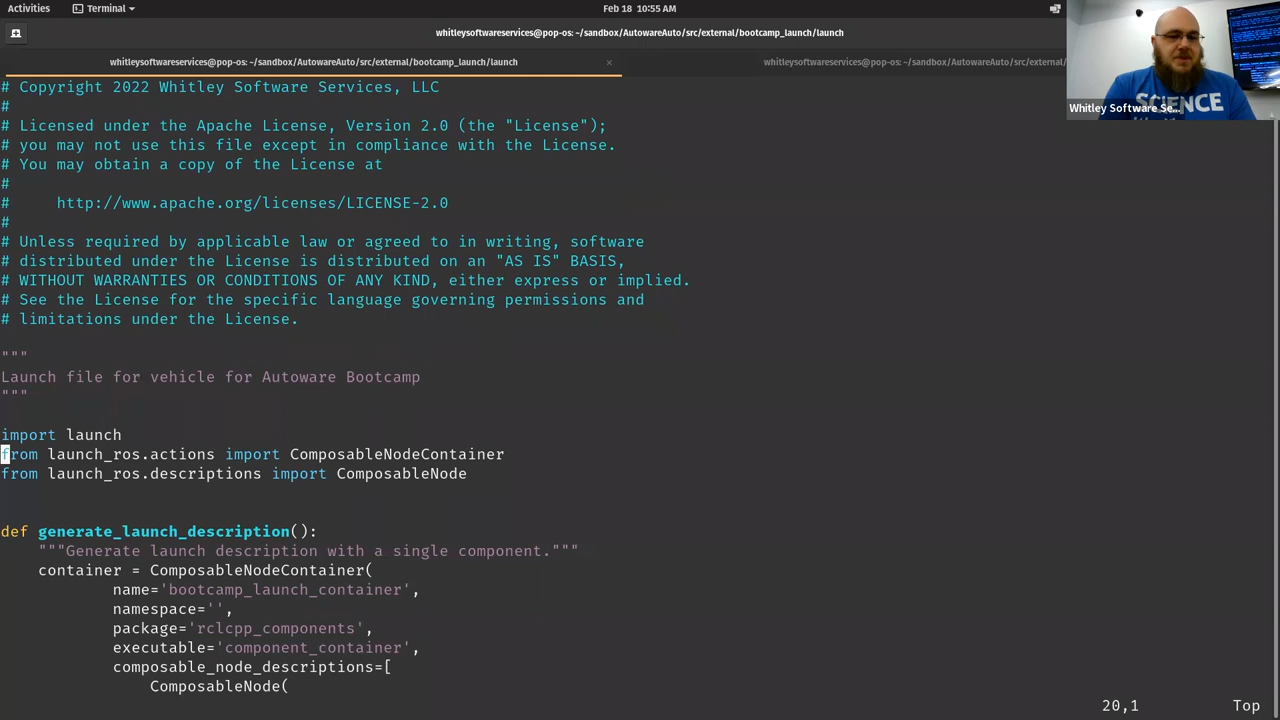 Activities
Terminal
Feb 18 10:55 AM
whitleysoftwareservices@pop-os: ~/sandbox/AutowareAuto/src/external/bootcamp_launch/launch
whitleysoftwareservices@pop-os: ~/sandbox/AutowareAuto/src/external/bootcamp_launch/launch
whitleysoftwareservices@pop-os: ~/sandbox/AutowareAuto/src/external/
SCIENCE
Whitley Software Se...
# Copyright 2022 Whitley Software Services, LLC
#
# Licensed under the Apache License, Version 2.0 (the "License");
# you may not use this file except in compliance with the License.
# You may obtain a copy of the License at
#
#     http://www.apache.org/licenses/LICENSE-2.0
#
# Unless required by applicable law or agreed to in writing, software
# distributed under the License is distributed on an "AS IS" BASIS,
# WITHOUT WARRANTIES OR CONDITIONS OF ANY KIND, either express or implied.
# See the License for the specific language governing permissions and
# limitations under the License.
"""
Launch file for vehicle for Autoware Bootcamp
"""
import launch
from launch_ros.actions import ComposableNodeContainer
from launch_ros.descriptions import ComposableNode
def generate_launch_description():
    """Generate launch description with a single component."""
    container = ComposableNodeContainer(
            name='bootcamp_launch_container',
            namespace='',
            package='rclcpp_components',
            executable='component_container',
            composable_node_descriptions=[
                ComposableNode(
20,1 Top